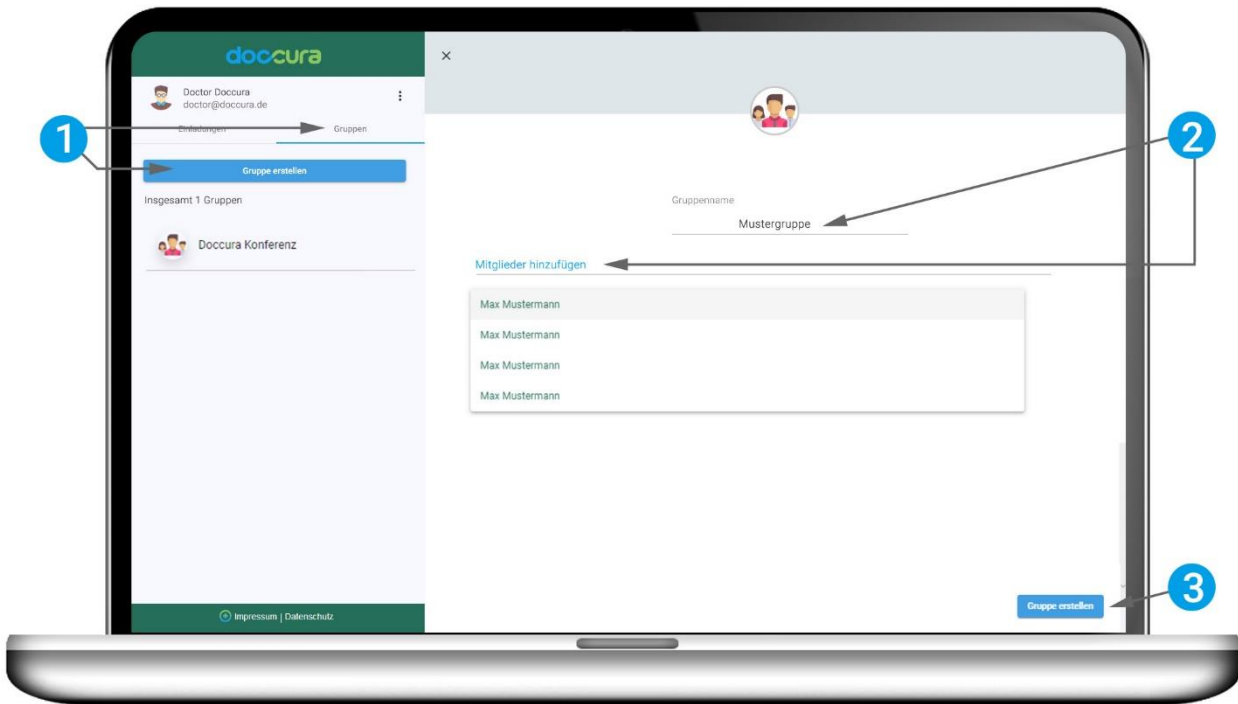 doccura
Doctor Doccura
doctor@doccura.de
Einladungen
Gruppen
Gruppe erstellen
Insgesamt 1 Gruppen
Doccura Konferenz
Impressum | Datenschutz
Gruppenname
Mustergruppe
Mitglieder hinzufügen
Max Mustermann
Max Mustermann
Max Mustermann
Max Mustermann
Gruppe erstellen
1
2
3